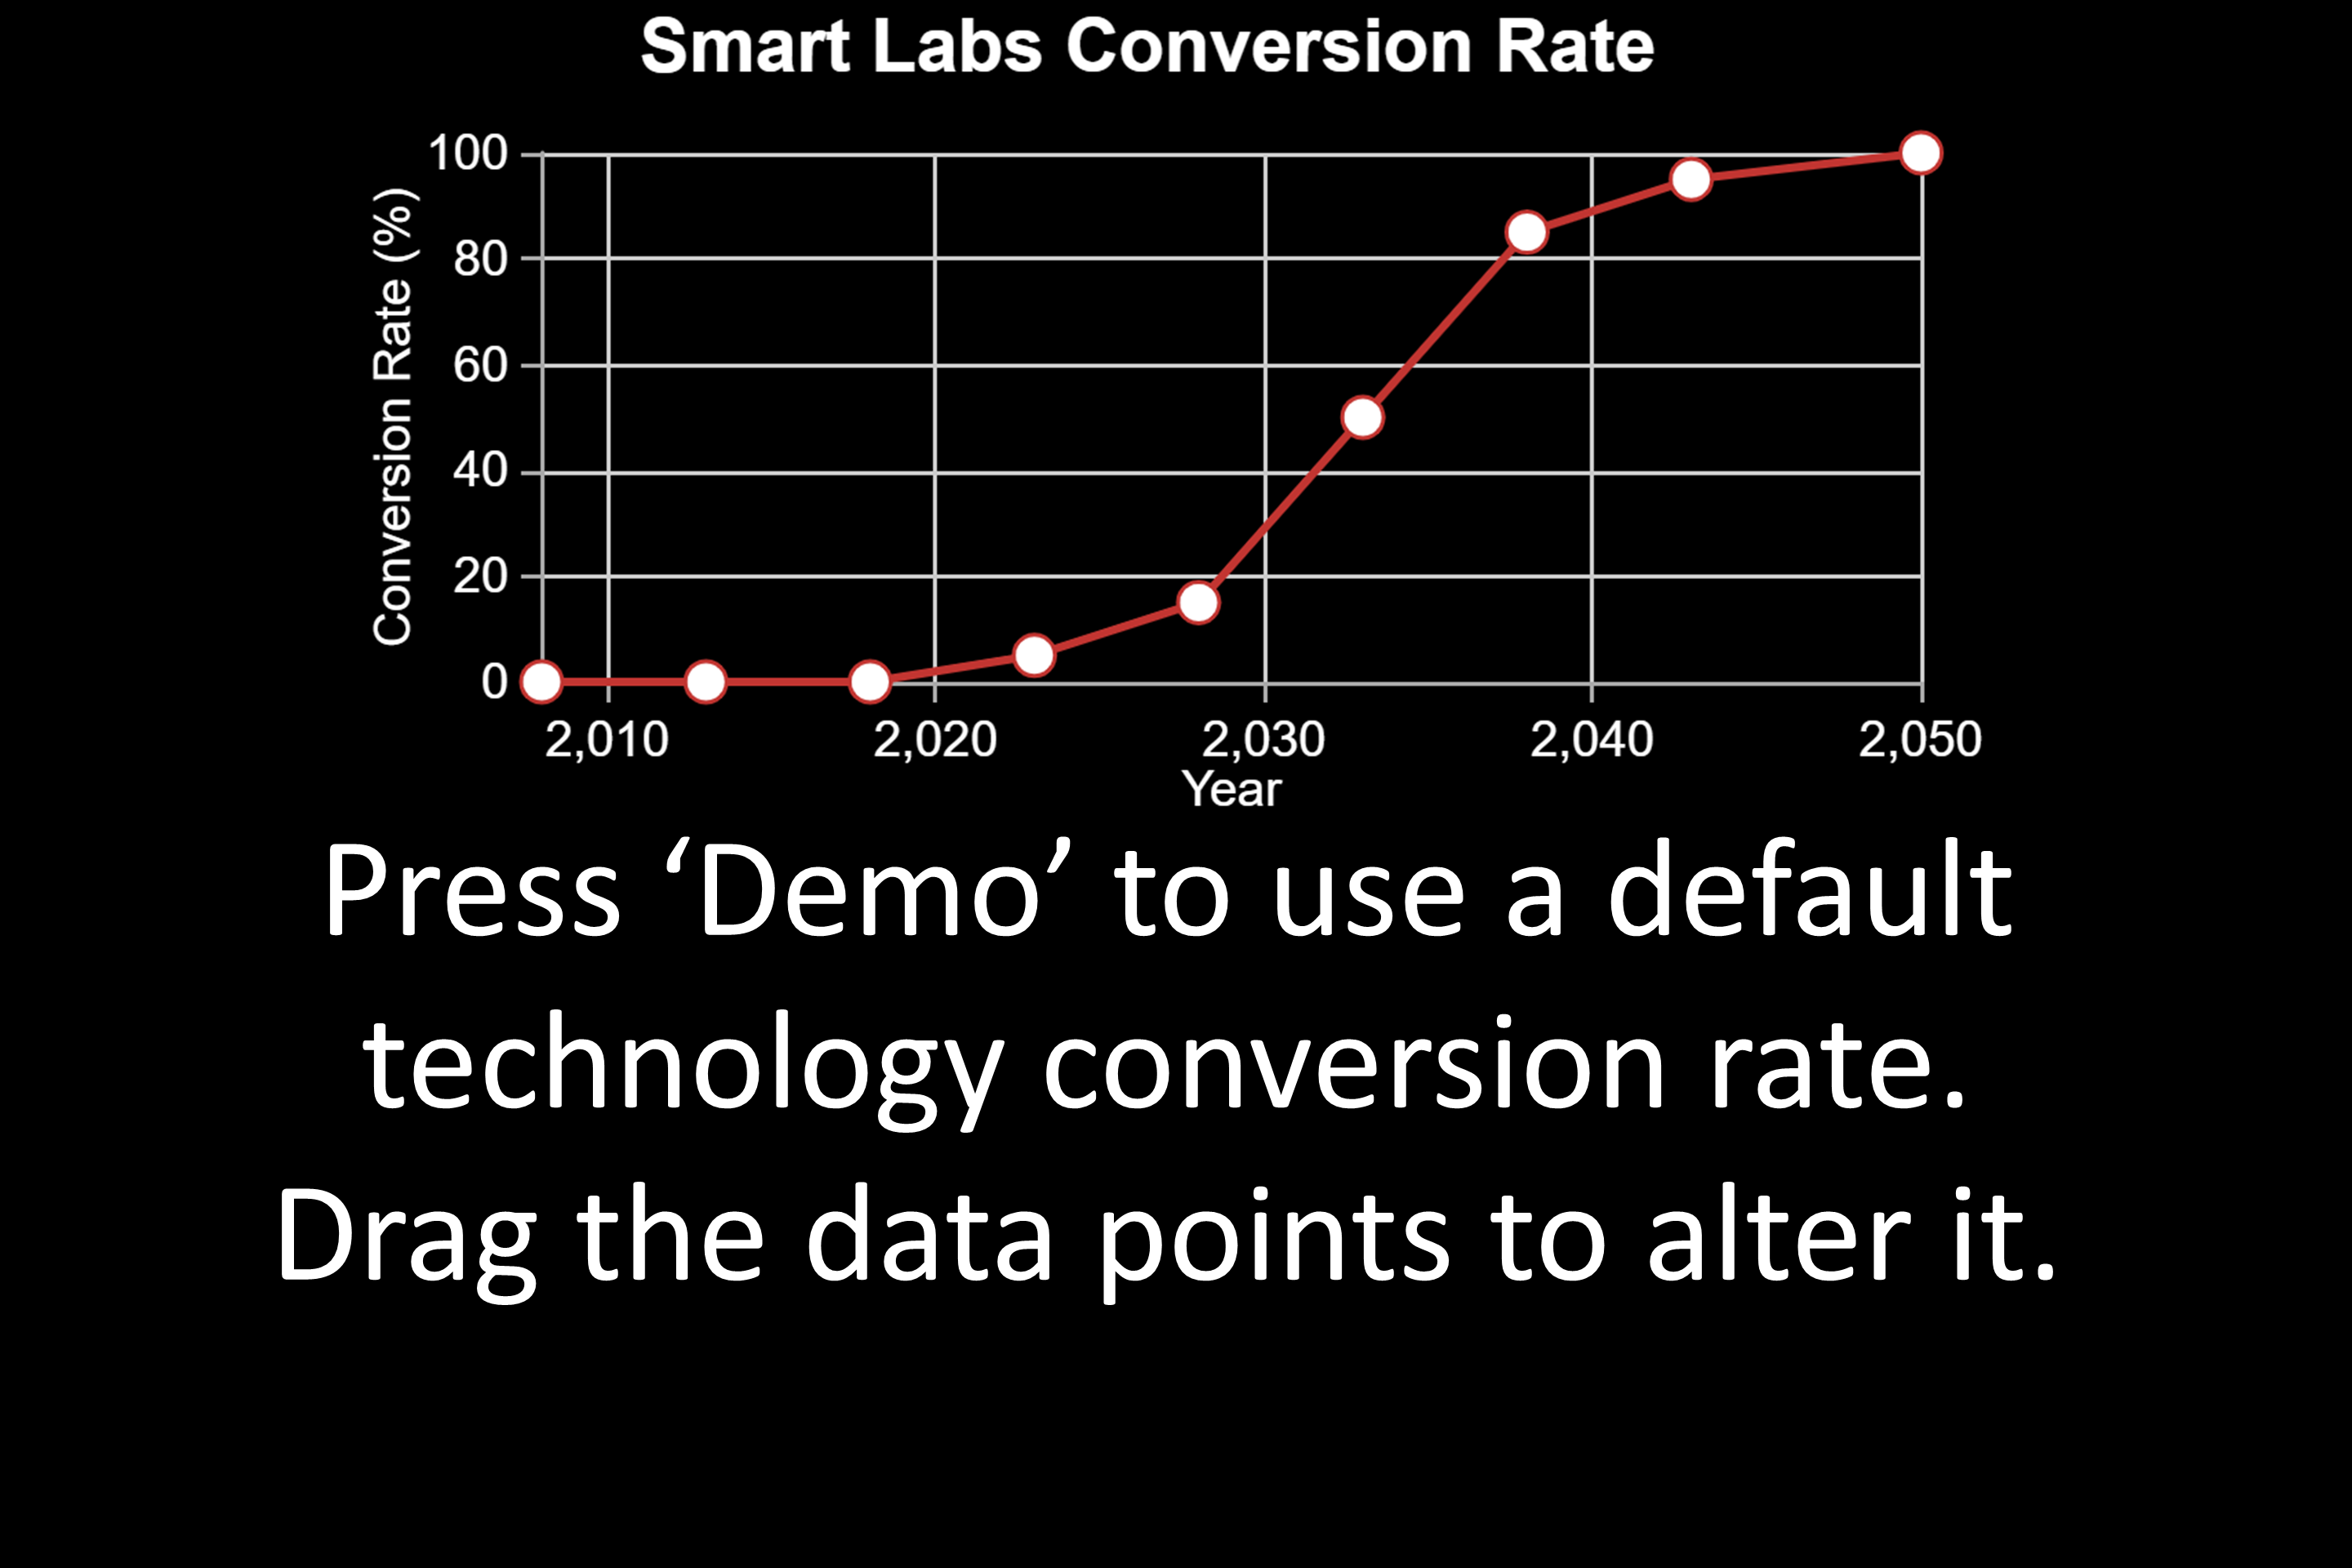 Smart Labs Conversion Rate
Conversion Rate (%)
100
80
60
40
20
0
2,010 2,020 2,030 2,040 2,050
Year
Press ‘Demo’ to use a default
technology conversion rate.
Drag the data points to alter it.